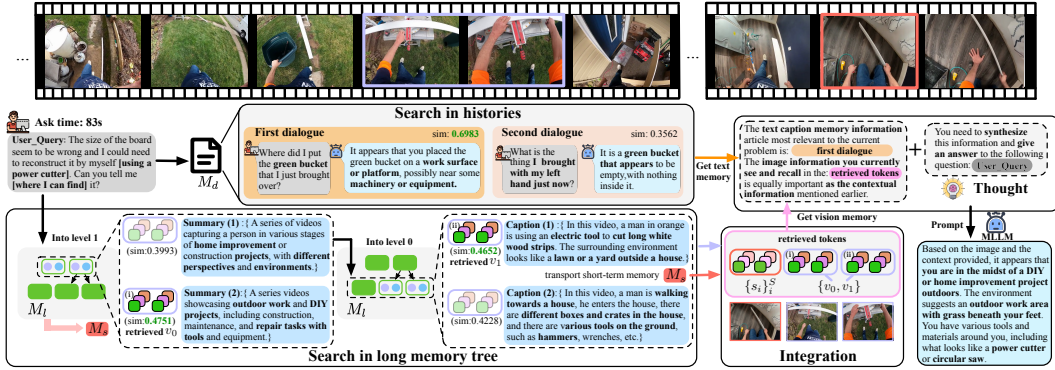 ...
...
Ask time: 83s
User_Query: The size of the board
seem to be wrong and I could need
to reconstruct it by myself [using a
power cutter]. Can you tell me
[where I can find] it?
M_d
Search in histories
First dialogue
sim: 0.6983
Where did I put
the green bucket
that I just brought
over?
It appears that you placed the
green bucket on a work surface
or platform, possibly near some
machinery or equipment.
Second dialogue
sim: 0.3562
What is the
thing I brought
with my left
hand just now?
It is a green bucket
that appears to be
empty,with nothing
inside it.
Get text
memory
The text caption memory information
article most relevant to the current
problem is: first dialogue
The image information you currently
see and recall in the: retrieved tokens
is equally important as the contextual
information mentioned earlier.
+
You need to synthesize
this information and give
an answer to the following
question: User_Query
Thought
Get vision memory
Prompt
MLLM
Into level 1
M_l
M_s
(sim:0.3993)
Summary (1) :{ A series of videos
capturing a person in various stages
of home improvement or
construction projects, with different
perspectives and environments.}
(i)
(sim:0.4751)
retrieved v_0
Summary (2) :{ A series videos
showcasing outdoor work and DIY
projects, including construction,
maintenance, and repair tasks with
tools and equipment.}
Into level 0
M_l
(ii)
(sim:0.4652)
retrieved v_1
Caption (1) :{ In this video, a man in orange
is using an electric tool to cut long white
wood strips. The surrounding environment
looks like a lawn or a yard outside a house.}
transport short-term memory M_s
(sim:0.4228)
Caption (2) :{ In this video, a man is walking
towards a house, he enters the house, there
are different boxes and crates in the house,
and there are various tools on the ground,
such as hammers, wrenches, etc.}
Search in long memory tree
retrieved tokens
(i)
(ii)
{s_i}_i^S
{v_0, v_1}
Integration
Based on the image and the
context provided, it appears that
you are in the midst of a DIY
or home improvement project
outdoors. The environment
suggests an outdoor work area
with grass beneath your feet.
You have various tools and
materials around you, including
what looks like a power cutter
or circular saw.